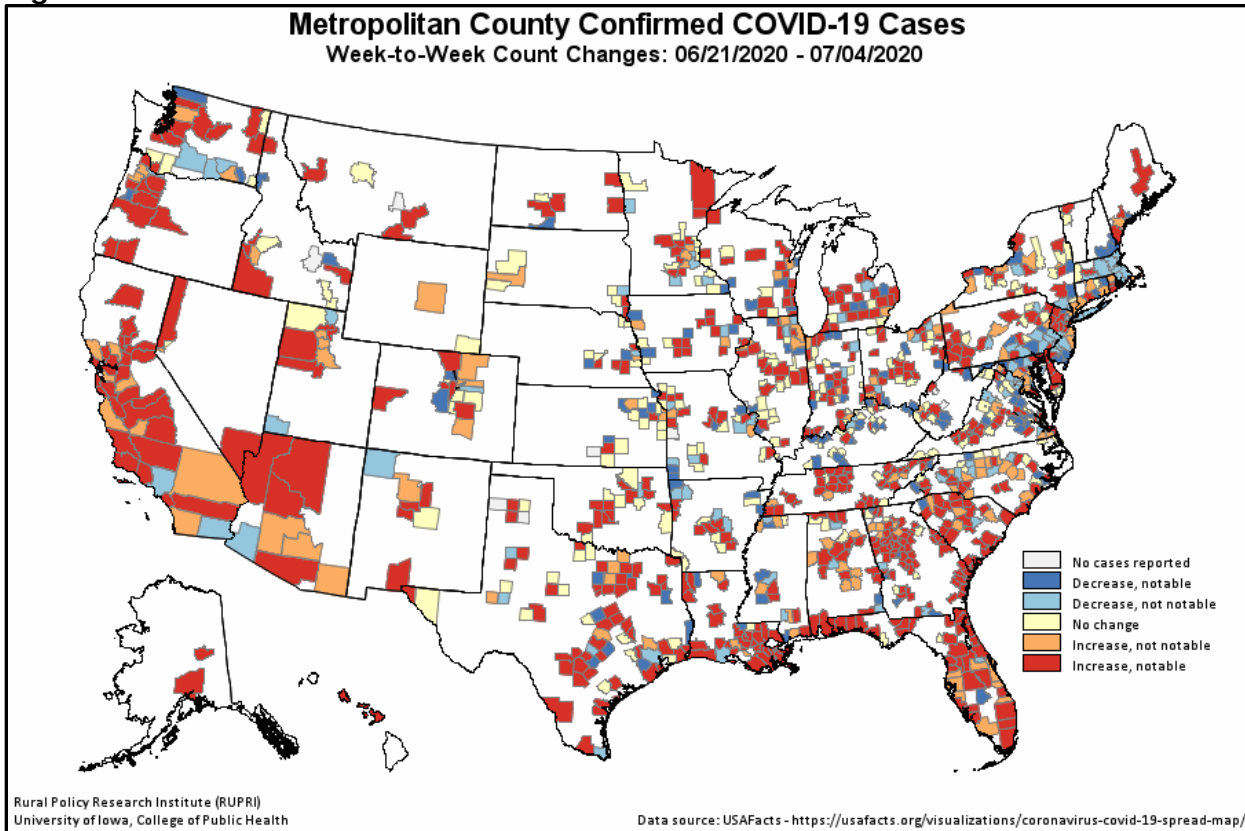 Metropolitan County Confirmed COVID-19 Cases
Week-to-Week Count Changes: 06/21/2020 - 07/04/2020
No cases reported
Decrease, notable
Decrease, not notable
No change
Increase, not notable
Increase, notable
Rural Policy Research Institute (RUPRI)
University of Iowa, College of Public Health
Data source: USAFacts - https://usafacts.org/visualizations/coronavirus-covid-19-spread-map/